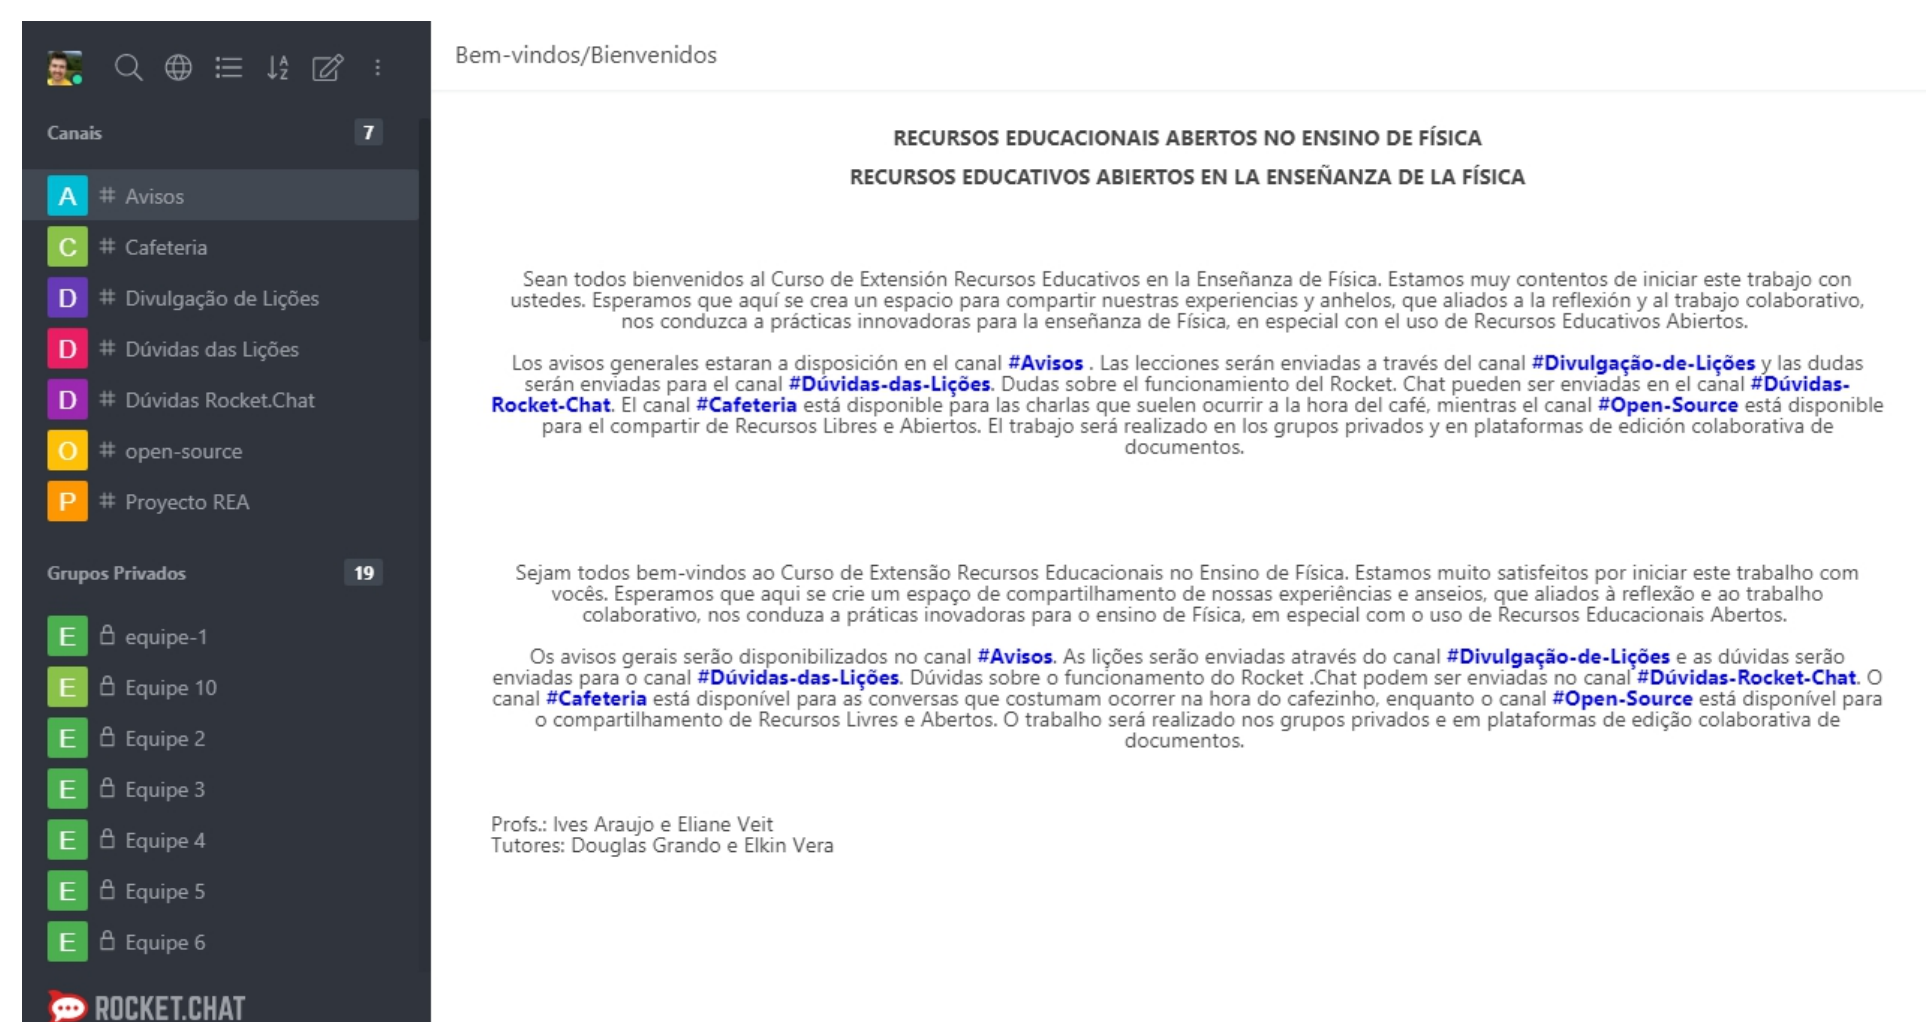 Canais 7
A # Avisos
C # Cafeteria
D # Divulgação de Lições
D # Dúvidas das Lições
D # Dúvidas Rocket.Chat
O # open-source
P # Proyecto REA
Grupos Privados 19
E equipe-1
E Equipe 10
E Equipe 2
E Equipe 3
E Equipe 4
E Equipe 5
E Equipe 6
ROCKET.CHAT
Bem-vindos/Bienvenidos
RECURSOS EDUCACIONAIS ABERTOS NO ENSINO DE FÍSICA
RECURSOS EDUCATIVOS ABIERTOS EN LA ENSEÑANZA DE LA FÍSICA
Sean todos bienvenidos al Curso de Extensión Recursos Educativos en la Enseñanza de Física. Estamos muy contentos de iniciar este trabajo con
ustedes. Esperamos que aquí se crea un espacio para compartir nuestras experiencias y anhelos, que aliados a la reflexión y al trabajo colaborativo,
nos conduzca a prácticas innovadoras para la enseñanza de Física, en especial con el uso de Recursos Educativos Abiertos.
Los avisos generales estaran a disposición en el canal #Avisos . Las lecciones serán enviadas a través del canal #Divulgação-de-Lições y las dudas
serán enviadas para el canal #Dúvidas-das-Lições. Dudas sobre el funcionamiento del Rocket. Chat pueden ser enviadas en el canal #Dúvidas-
Rocket-Chat. El canal #Cafeteria está disponible para las charlas que suelen ocurrir a la hora del café, mientras el canal #Open-Source está disponible
para el compartir de Recursos Libres e Abiertos. El trabajo será realizado en los grupos privados y en plataformas de edición colaborativa de
documentos.
Sejam todos bem-vindos ao Curso de Extensão Recursos Educacionais no Ensino de Física. Estamos muito satisfeitos por iniciar este trabalho com
vocês. Esperamos que aqui se crie um espaço de compartilhamento de nossas experiências e anseios, que aliados à reflexão e ao trabalho
colaborativo, nos conduza a práticas inovadoras para o ensino de Física, em especial com o uso de Recursos Educacionais Abertos.
Os avisos gerais serão disponibilizados no canal #Avisos. As lições serão enviadas através do canal #Divulgação-de-Lições e as dúvidas serão
enviadas para o canal #Dúvidas-das-Lições. Dúvidas sobre o funcionamento do Rocket .Chat podem ser enviadas no canal #Dúvidas-Rocket-Chat. O
canal #Cafeteria está disponível para as conversas que costumam ocorrer na hora do cafezinho, enquanto o canal #Open-Source está disponível para
o compartilhamento de Recursos Livres e Abertos. O trabalho será realizado nos grupos privados e em plataformas de edição colaborativa de
documentos.
Profs.: Ives Araujo e Eliane Veit
Tutores: Douglas Grando e Elkin Vera